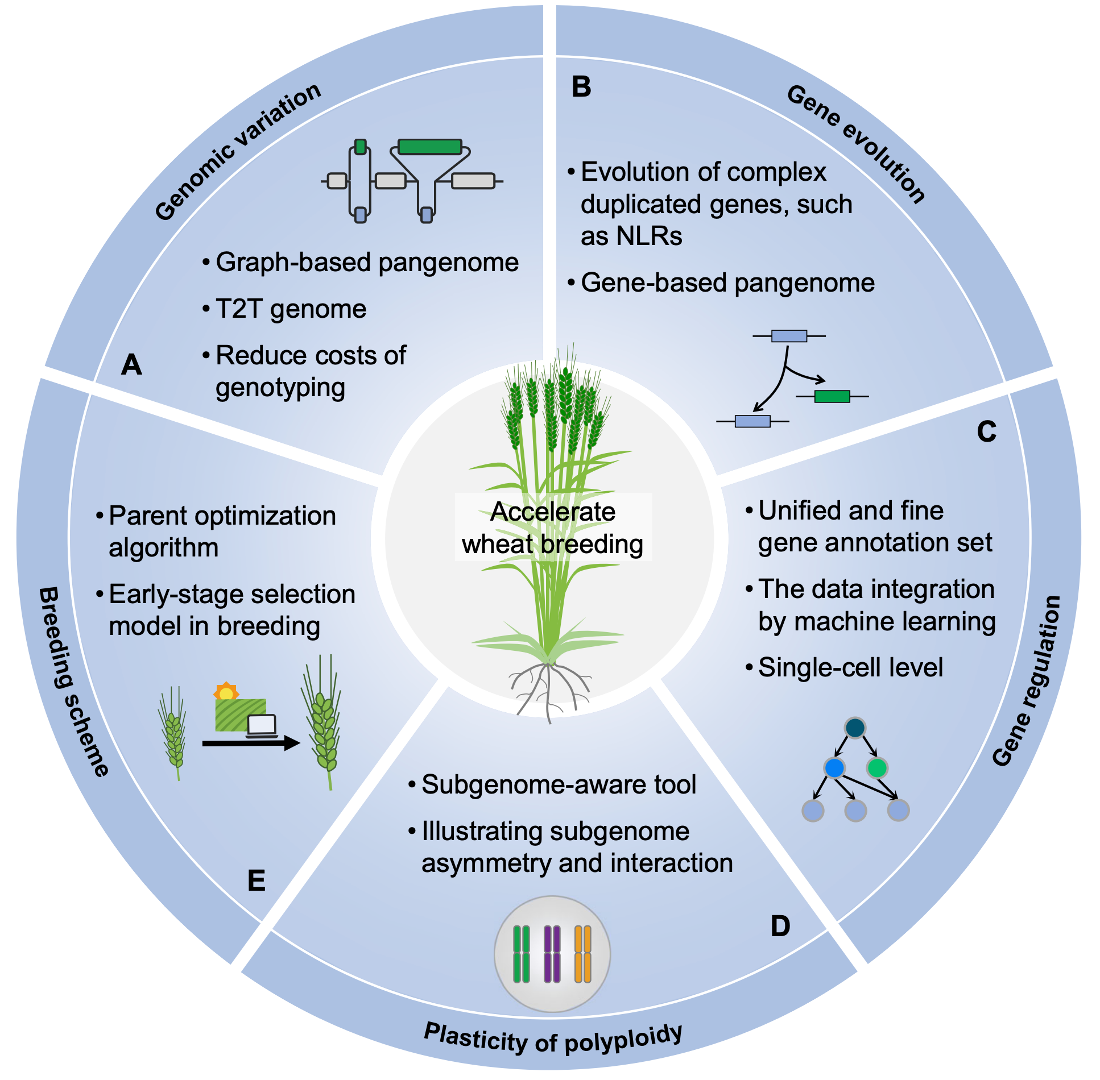 Genomic variation
• Graph-based pangenome
• T2T genome
• Reduce costs of
genotyping
A
Gene evolution
B
• Evolution of complex
duplicated genes, such
as NLRs
• Gene-based pangenome
Gene regulation
C
• Unified and fine
gene annotation set
• The data integration
by machine learning
• Single-cell level
Plasticity of polyploidy
D
• Subgenome-aware tool
• Illustrating subgenome
asymmetry and interaction
Breeding scheme
E
• Parent optimization
algorithm
• Early-stage selection
model in breeding
Accelerate
wheat breeding